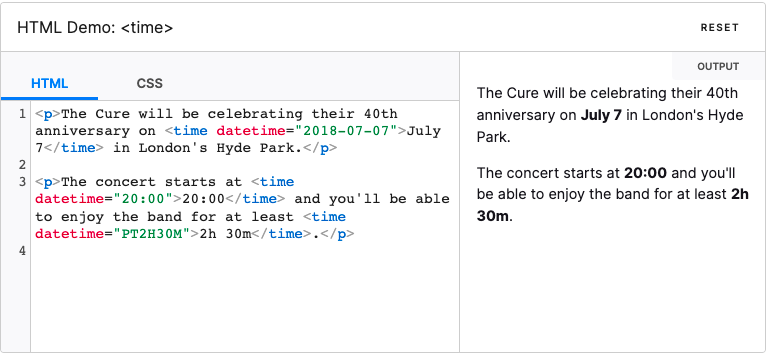 HTML Demo: <time>
RESET
HTML
CSS
1 <p>The Cure will be celebrating their 40th
anniversary on <time datetime="2018-07-07">July
7</time> in London's Hyde Park.</p>
2
3 <p>The concert starts at <time
datetime="20:00">20:00</time> and you'll be able
to enjoy the band for at least <time
datetime="PT2H30M">2h 30m</time>.</p>
4
OUTPUT
The Cure will be celebrating their 40th
anniversary on July 7 in London's Hyde
Park.
The concert starts at 20:00 and you'll
be able to enjoy the band for at least 2h
30m.